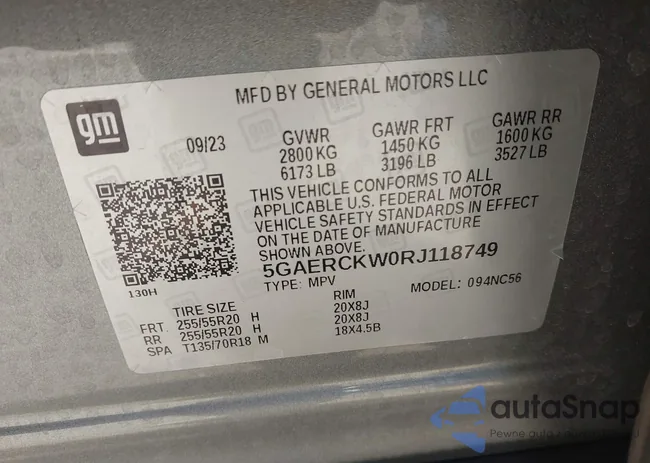 MFD BY GENERAL MOTORS LLC
gm
09/23
GVWR GAWR FRT GAWR RR
2800 KG 1450 KG 1600 KG
6173 LB 3196 LB 3527 LB
THIS VEHICLE CONFORMS TO ALL
APPLICABLE U.S. FEDERAL MOTOR
VEHICLE SAFETY STANDARDS IN EFFECT
ON THE DATE OF MANUFACTURE
SHOWN ABOVE.
5GAERCKW0RJ118749
130H
TYPE: MPV MODEL: 094NC56
TIRE SIZE RIM
FRT. 255/55R20 H 20X8J
RR 255/55R20 H 20X8J
SPA T135/70R18 M 18X4.5B
autaSnap
Pewne auta